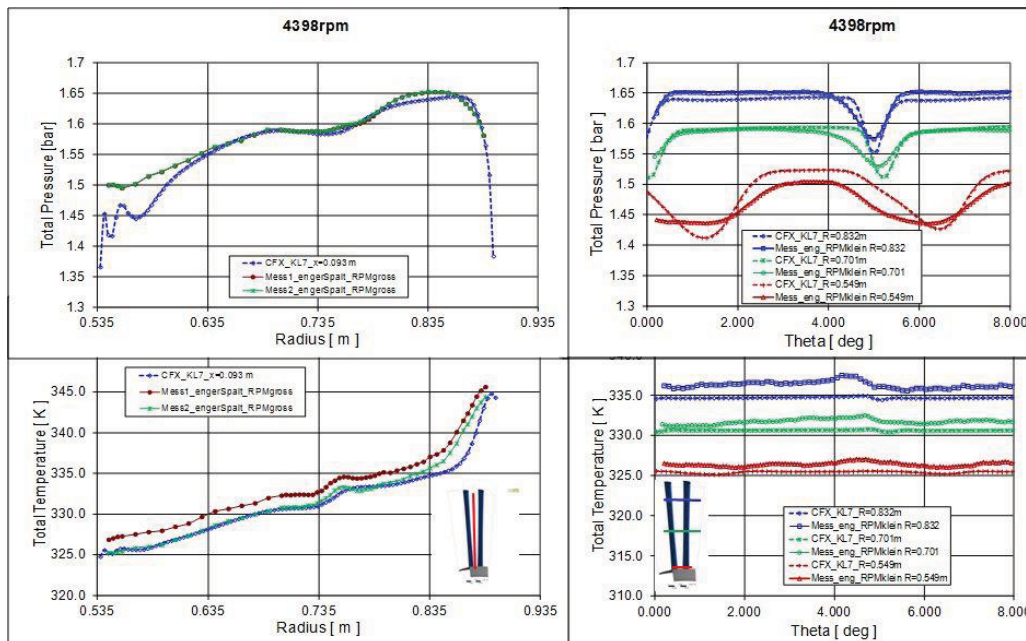 4398rpm
1.7
1.65
1.6
1.55
1.5
1.45
1.4
1.35
1.3
Total Pressure [bar]
CFX_KL7_x=0.093 m
Mess1_engerSpalt_RPMgross
Mess2_engerSpalt_RPMgross
0.535 0.635 0.735 0.835 0.935
Radius [ m ]
4398rpm
1.7
1.65
1.6
1.55
1.5
1.45
1.4
1.35
1.3
Total Pressure [ bar ]
CFX_KL7_R=0.832m
Mess_eng_RPMklein R=0.832
CFX_KL7_R=0.701m
Mess_eng_RPMklein R=0.701
CFX_KL7_R=0.549m
Mess_eng_RPMklein R=0.549m
0.000 2.000 4.000 6.000 8.000
Theta [ deg ]
345.0
340.0
335.0
330.0
325.0
320.0
Total Temperature [ K ]
CFX_KL7_x=0.093 m
Mess1_engerSpalt_RPMgross
Mess2_engerSpalt_RPMgross
0.535 0.635 0.735 0.835 0.935
Radius [ m ]
340.0
335.0
330.0
325.0
320.0
315.0
310.0
Total Temperature [ K ]
CFX_KL7_R=0.832m
Mess_eng_RPMklein R=0.832
CFX_KL7_R=0.701m
Mess_eng_RPMklein R=0.701
CFX_KL7_R=0.549m
Mess_eng_RPMklein R=0.549m
0.000 2.000 4.000 6.000 8.000
Theta [ deg ]